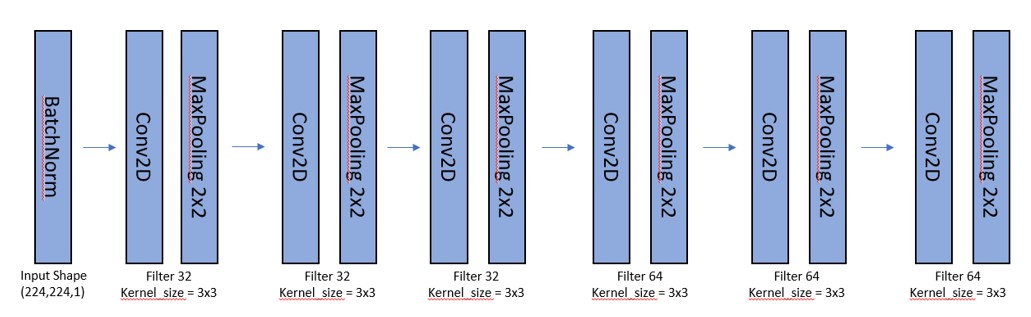 BatchNorm
Input Shape
(224,224,1)
Conv2D
MaxPooling 2x2
Filter 32
Kernel_size = 3x3
Conv2D
MaxPooling 2x2
Filter 32
Kernel_size = 3x3
Conv2D
MaxPooling 2x2
Filter 32
Kernel_size = 3x3
Conv2D
MaxPooling 2x2
Filter 64
Kernel_size = 3x3
Conv2D
MaxPooling 2x2
Filter 64
Kernel_size = 3x3
Conv2D
MaxPooling 2x2
Filter 64
Kernel_size = 3x3